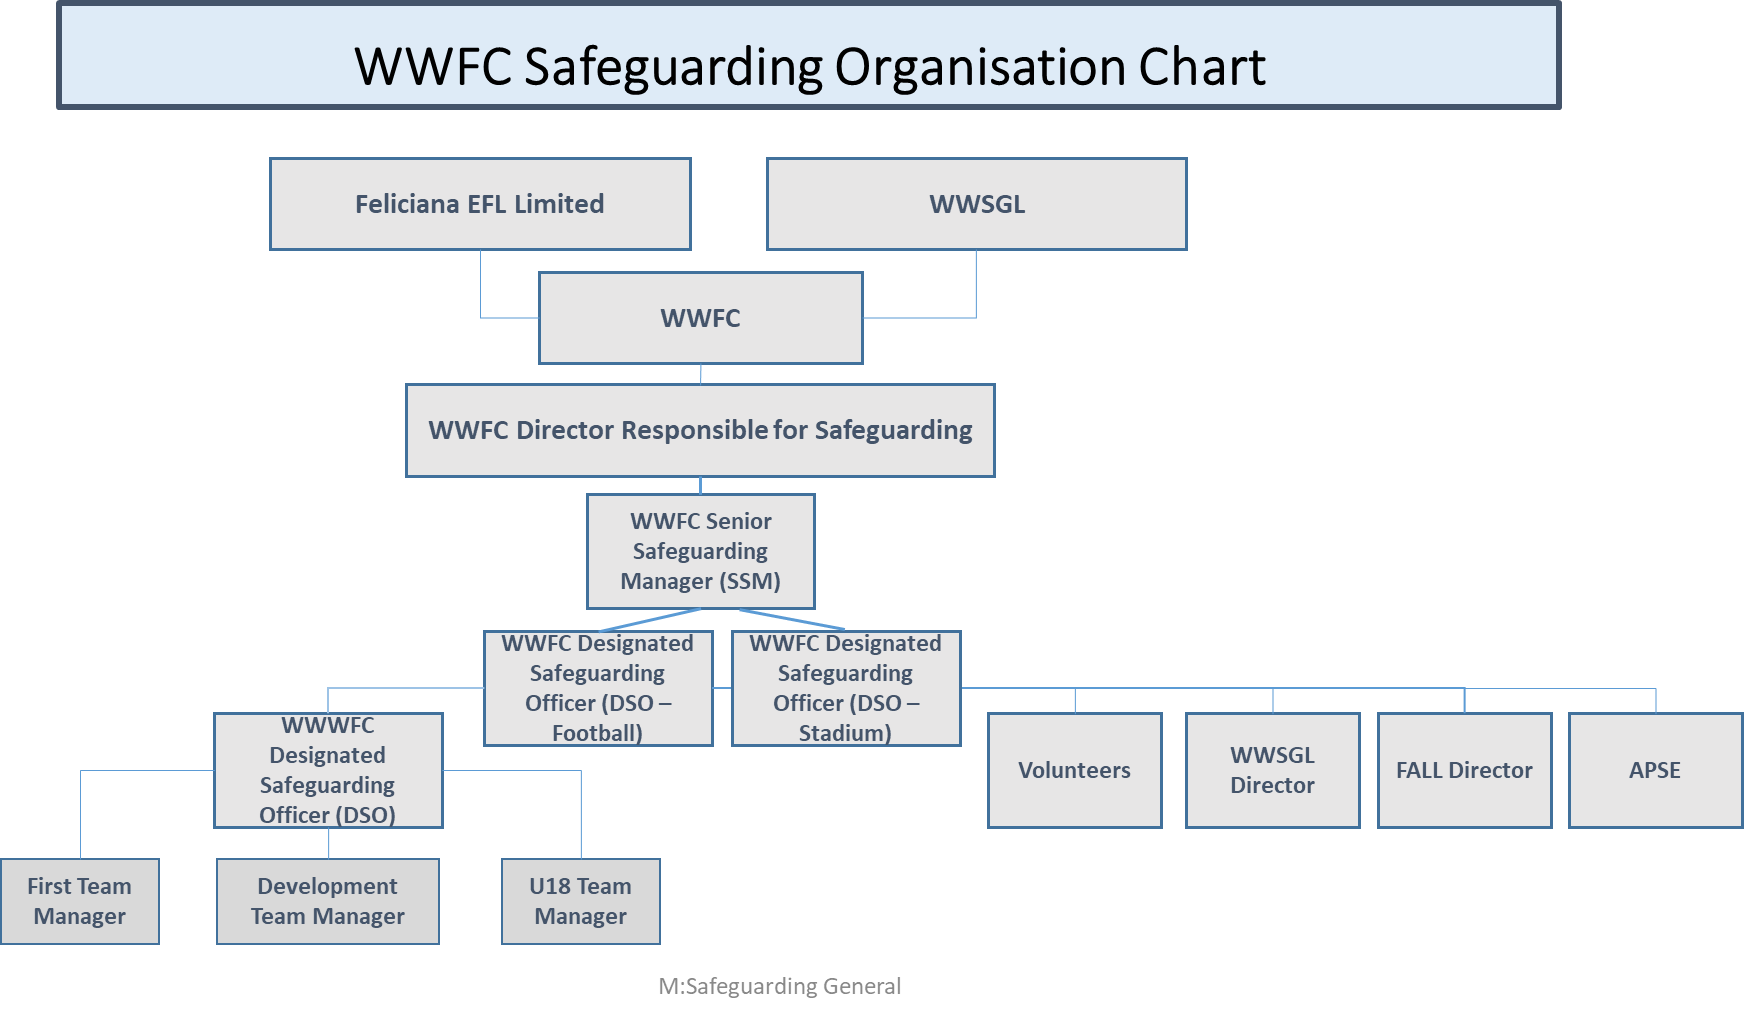 WWFC Safeguarding Organisation Chart
Feliciana EFL Limited
WWSGL
WWFC
WWFC Director Responsible for Safeguarding
WWFC Senior
Safeguarding
Manager (SSM)
WWFC Designated
Safeguarding
Officer (DSO –
Football)
WWFC Designated
Safeguarding
Officer (DSO –
Stadium)
WWWFC
Designated
Safeguarding
Officer (DSO)
Volunteers
WWSGL
Director
FALL Director
APSE
First Team
Manager
Development
Team Manager
U18 Team
Manager
M:Safeguarding General